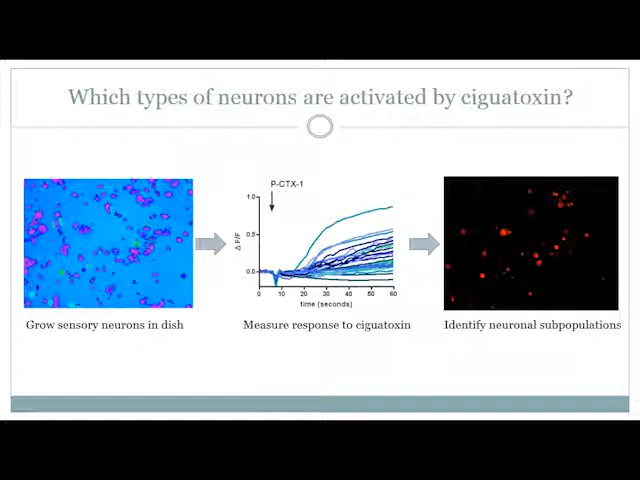 Which types of neurons are activated by ciguatoxin?
P-CTX-1
1.0
0.5
0.0
Δ F/F
0 10 20 30 40 50 60
time (seconds)
Grow sensory neurons in dish
Measure response to ciguatoxin
Identify neuronal subpopulations